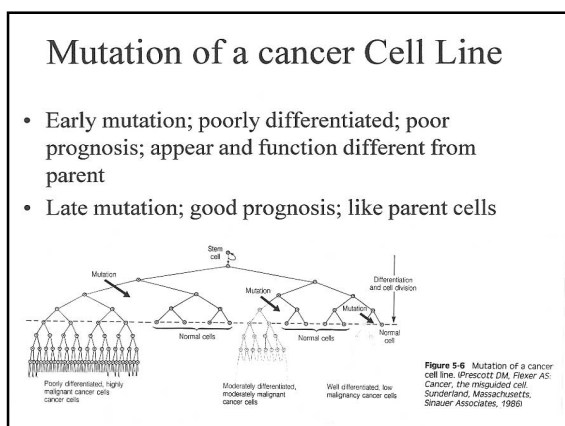 Mutation of a cancer Cell Line
• Early mutation; poorly differentiated; poor
prognosis; appear and function different from
parent
• Late mutation; good prognosis; like parent cells
Stem
cell
Mutation
Differentiation
and cell division
Mutation
Mutation
Normal cells
Normal cells
Normal
cell
Poorly differentiated, highly
malignant cancer cells
cancer cells
Moderately differentiated,
moderately malignant
cancer cells
Well differentiated, low
malignancy cancer cells
Figure 5-6 Mutation of a cancer
cell line. (Prescott DM, Flexer AS:
Cancer, the misguided cell.
Sunderland, Massachusetts,
Sinauer Associates, 1986)